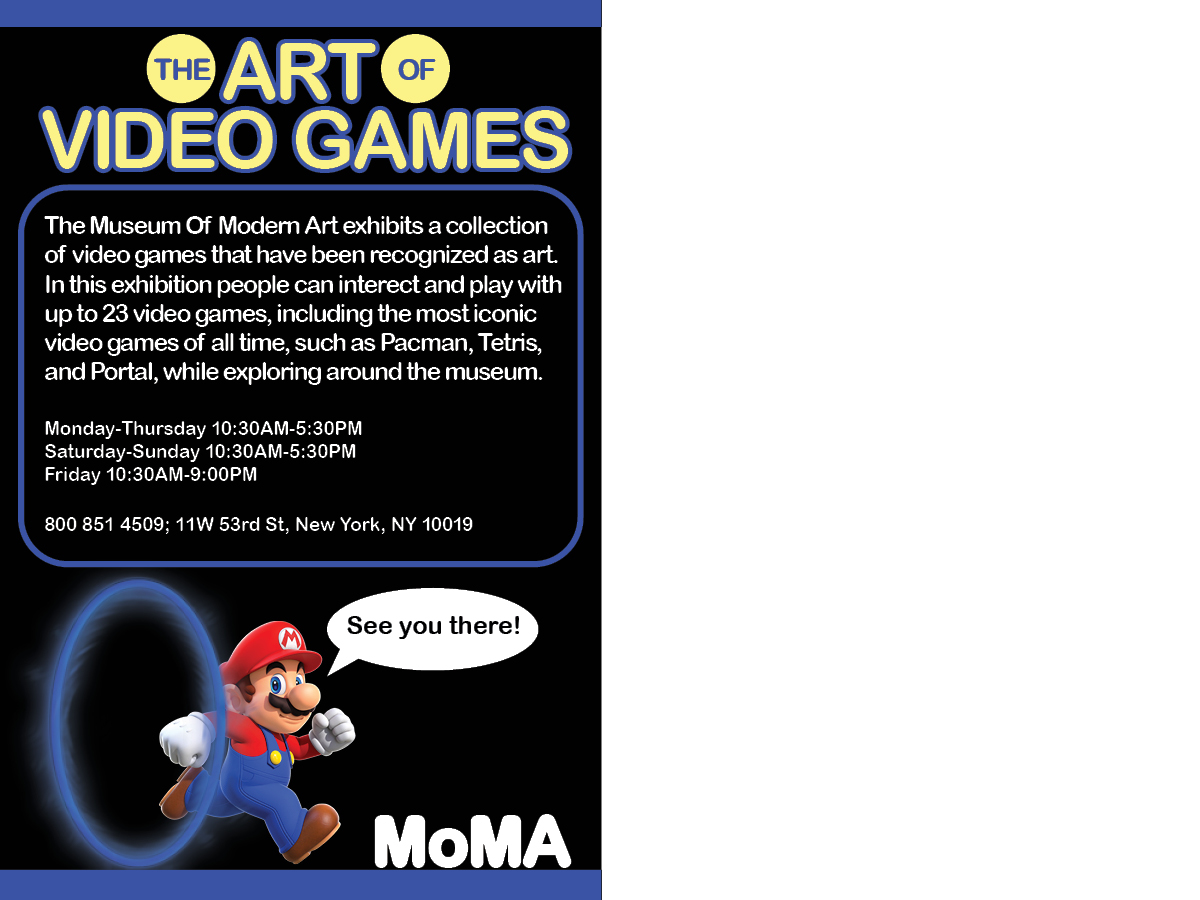 THE ART OF
VIDEO GAMES
The Museum Of Modern Art exhibits a collection
of video games that have been recognized as art.
In this exhibition people can interect and play with
up to 23 video games, including the most iconic
video games of all time, such as Pacman, Tetris,
and Portal, while exploring around the museum.
Monday-Thursday 10:30AM-5:30PM
Saturday-Sunday 10:30AM-5:30PM
Friday 10:30AM-9:00PM
800 851 4509; 11W 53rd St, New York, NY 10019
See you there!
M
MoMA